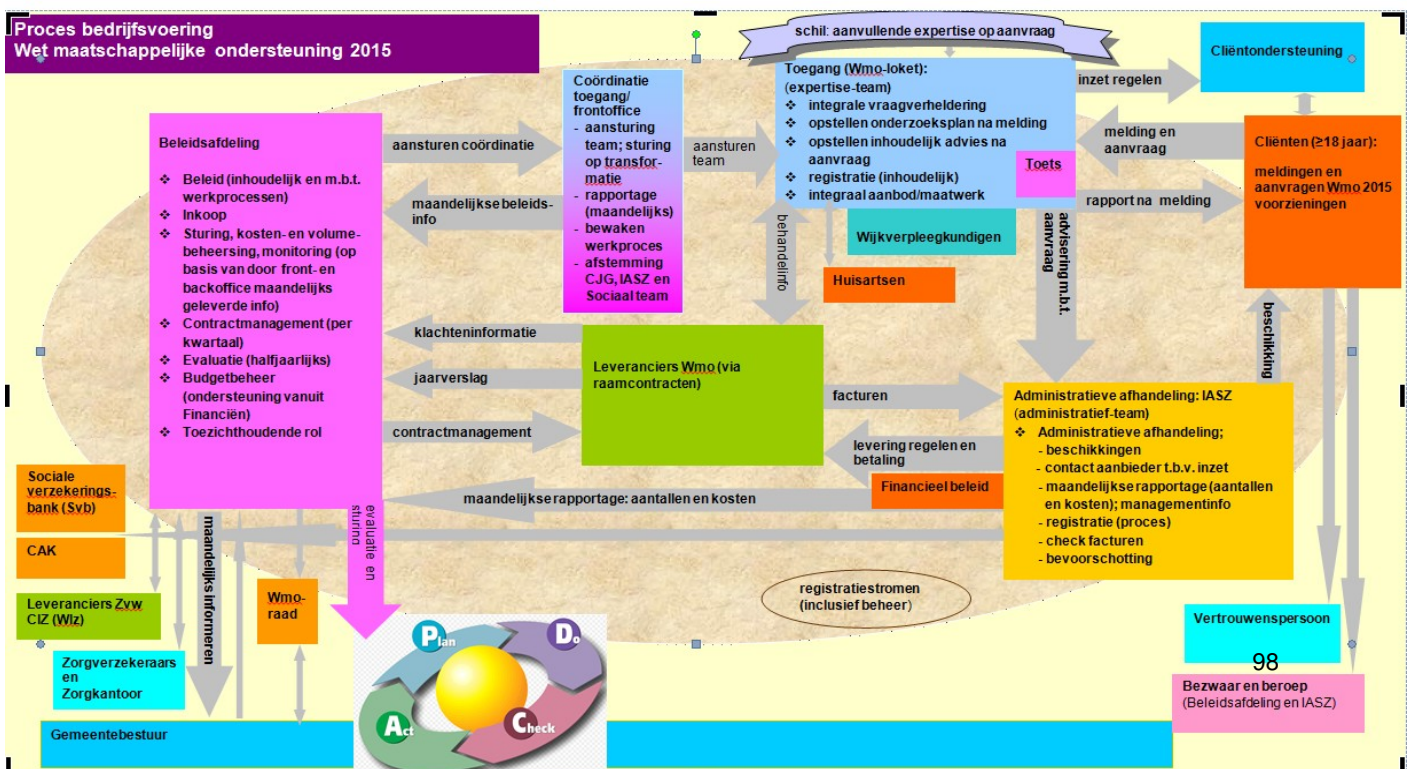 Proces bedrijfsvoering
Wet maatschappelijke ondersteuning 2015
schil: aanvullende expertise op aanvraag
Cliëntondersteuning
Toegang (Wmo-loket):
(expertise-team)
❖ integrale vraagverheldering
❖ opstellen onderzoeksplan na melding
❖ opstellen inhoudelijk advies na
aanvraag
❖ registratie (inhoudelijk)
❖ integraal aanbod/maatwerk
Toets
inzet regelen
melding en
aanvraag
rapport na melding
Cliënten (≥18 jaar):
meldingen en
aanvragen Wmo 2015
voorzieningen
Coördinatie
toegang/
frontoffice
- aansturing
team; sturing
op transfor-
matie
- rapportage
(maandelijks)
- bewaken
werkproces
- afstemming
CJG, IASZ en
Sociaal team
aansturen
team
aansturen coördinatie
maandelijkse beleids-
info
Beleidsafdeling
❖ Beleid (inhoudelijk en m.b.t.
werkprocessen)
❖ Inkoop
❖ Sturing, kosten- en volume-
beheersing, monitoring (op
basis van door front- en
backoffice maandelijks
geleverde info)
❖ Contractmanagement (per
kwartaal)
❖ Evaluatie (halfjaarlijks)
❖ Budgetbeheer
(ondersteuning vanuit
Financiën)
❖ Toezichthoudende rol
Wijkverpleegkundigen
Huisartsen
behandelinfo
advisering m.b.t.
aanvraag
beschikking
klachteninformatie
jaarverslag
contractmanagement
Leveranciers Wmo (via
raamcontracten)
facturen
levering regelen en
betaling
Financieel beleid
maandelijkse rapportage: aantallen en kosten
Administratieve afhandeling: IASZ
(administratief-team)
❖ Administratieve afhandeling;
- beschikkingen
- contact aanbieder t.b.v. inzet
- maandelijkse rapportage (aantallen
en kosten); managementinfo
- registratie (proces)
- check facturen
- bevoorschotting
Sociale
verzekerings-
bank (Svb)
CAK
Leveranciers Zvw
CIZ (Wlz)
Zorgverzekeraars
en
Zorgkantoor
maandelijks informeren
Wmo-
raad
evaluatie en
sturing
registratiestromen
(inclusief beheer)
Plan
Do
Act
Check
Vertrouwenspersoon
98
Bezwaar en beroep
(Beleidsafdeling en IASZ)
Gemeentebestuur